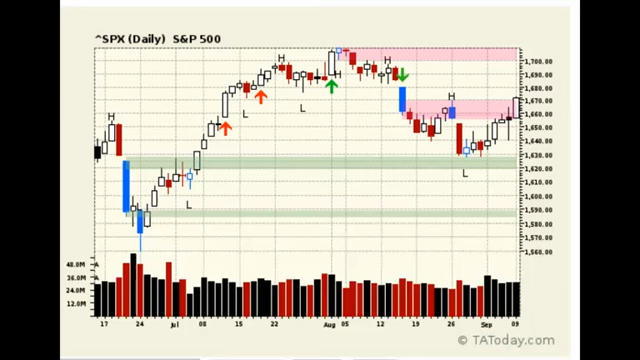 ^SPX (Daily) S&P 500
1,700.00
1,690.00
1,680.00
1,670.00
1,660.00
1,650.00
1,630.00
1,620.00
1,610.00
1,600.00
1,590.00
1,580.00
1,570.00
1,560.00
H
H
H
H
H
H
L
L
L
L
48.0M A
36.0M A
24.0M
12.0M
17 24 Jul 08 15 22 Aug 05 12 19 26 Sep 09
© TAToday.com